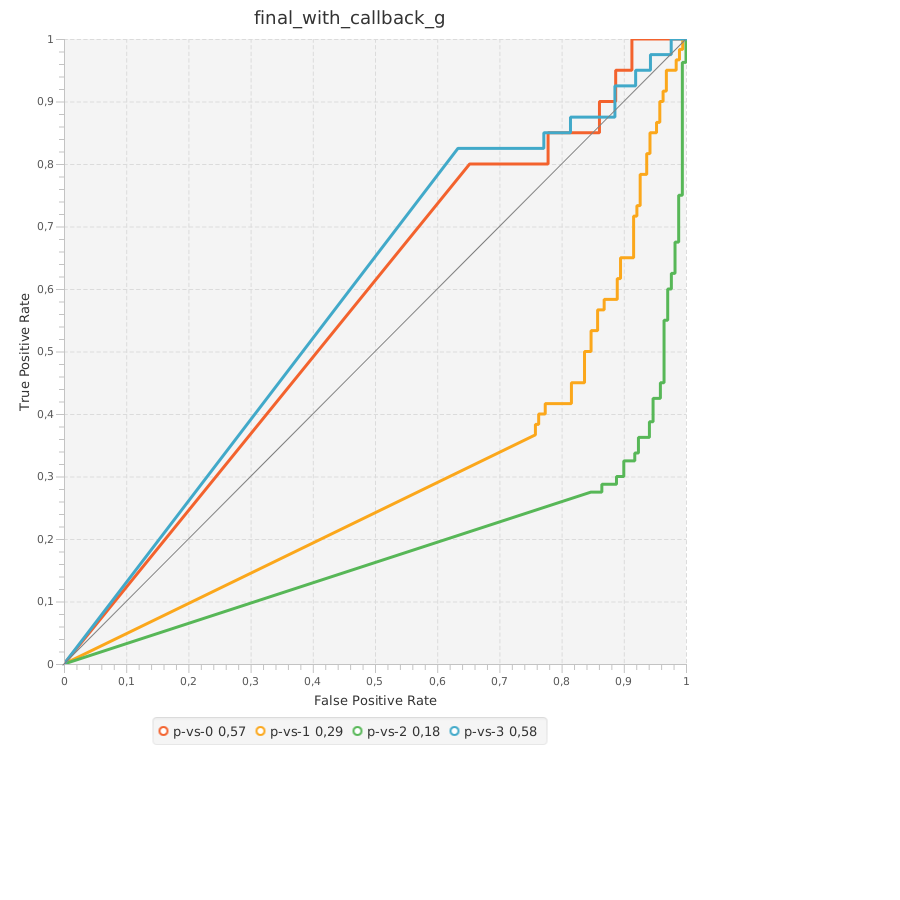 final_with_callback_g
1
0,9
0,8
0,7
0,6
0,5
0,4
0,3
0,2
0,1
0
True Positive Rate
0 0,1 0,2 0,3 0,4 0,5 0,6 0,7 0,8 0,9 1
False Positive Rate
p-vs-0 0,57 p-vs-1 0,29 p-vs-2 0,18 p-vs-3 0,58